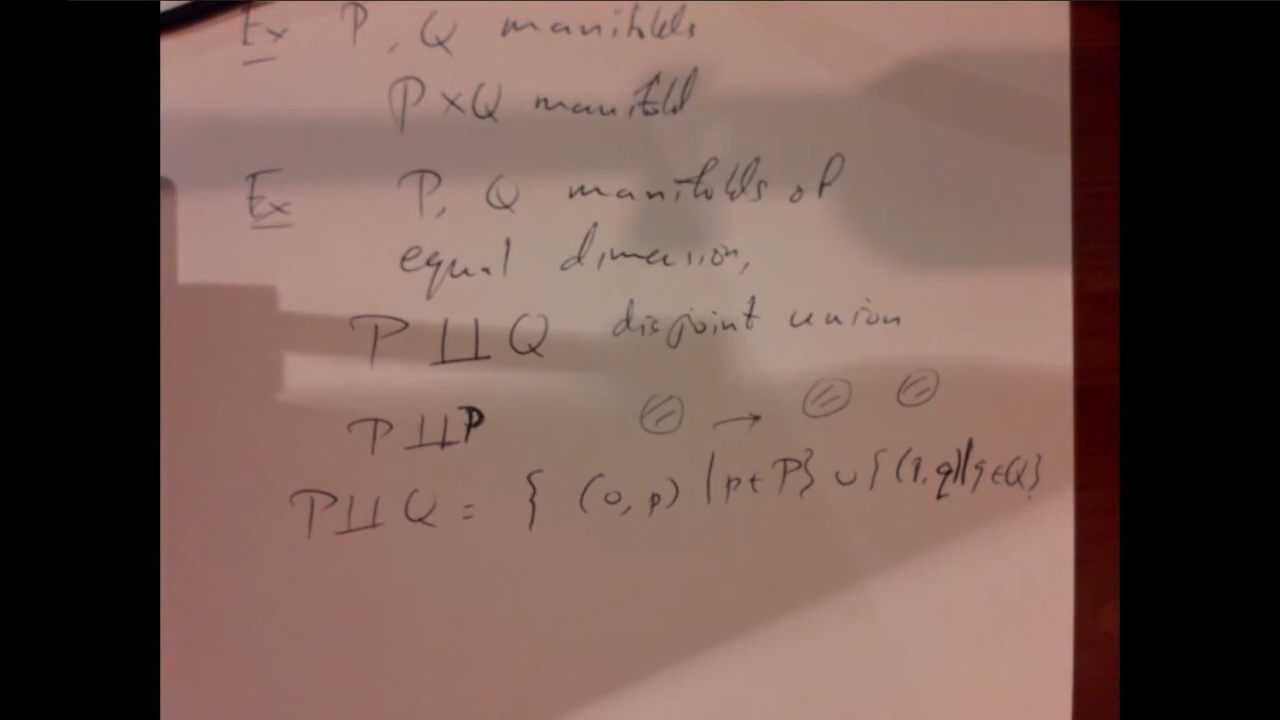 Ex P, Q manifolds
P×Q manifold
Ex P, Q manifolds of
equal dimension,
P ⨿ Q disjoint union
P⨿P →
P⨿Q = { (0, p) | p∈P} ∪ { (1, q) | q∈Q}